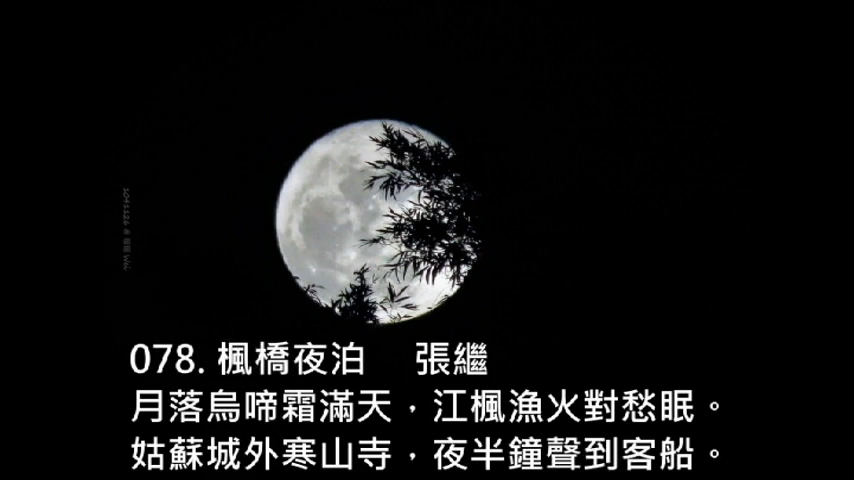 078. 楓橋夜泊 張繼
月落烏啼霜滿天，江楓漁火對愁眠。
姑蘇城外寒山寺，夜半鐘聲到客船。